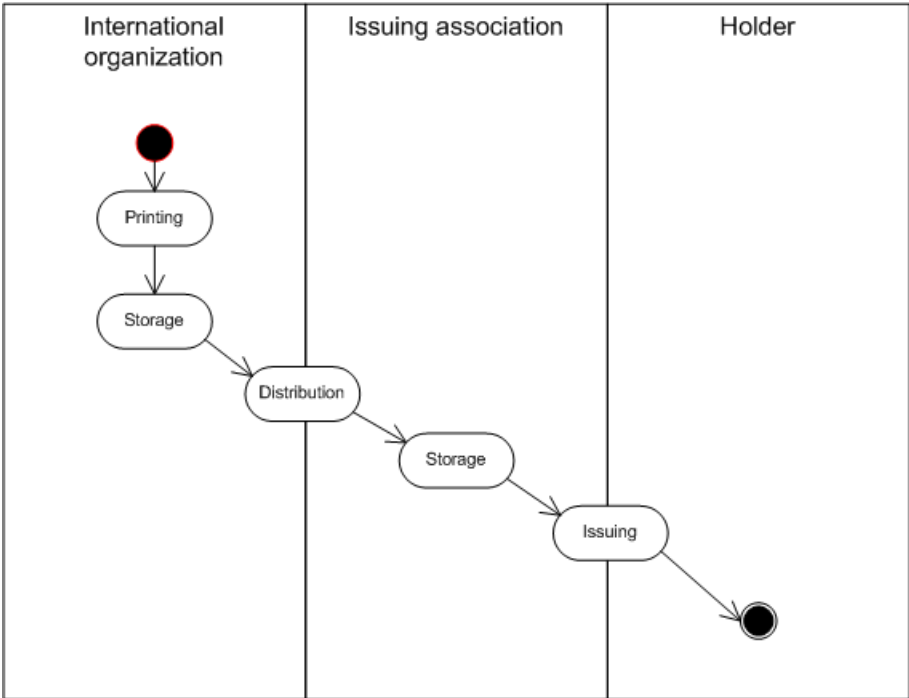 International
organization
Issuing association
Holder
Printing
Storage
Distribution
Storage
Issuing